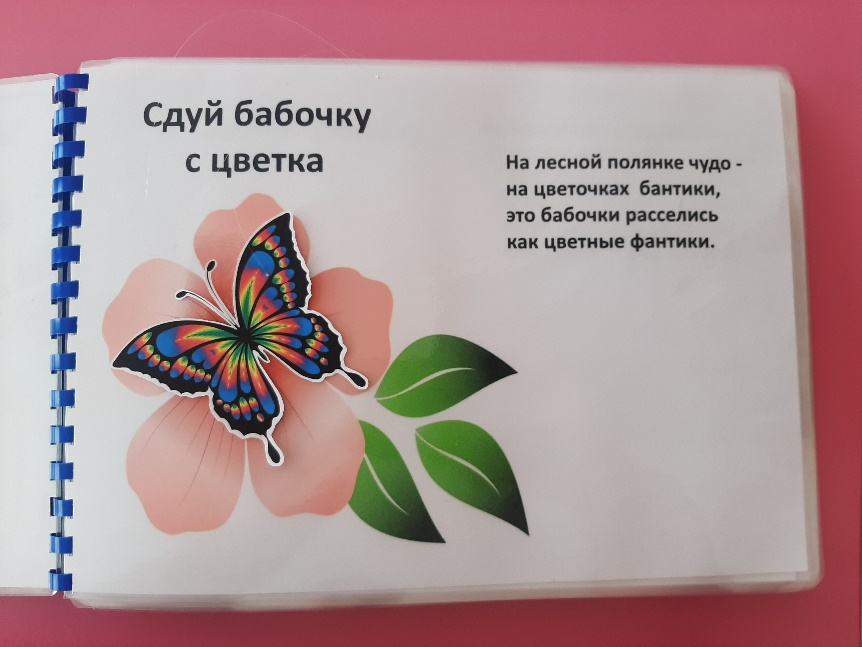 Сдуй бабочку
с цветка
На лесной полянке чудо -
на цветочках бантики,
это бабочки расселись
как цветные фантики.